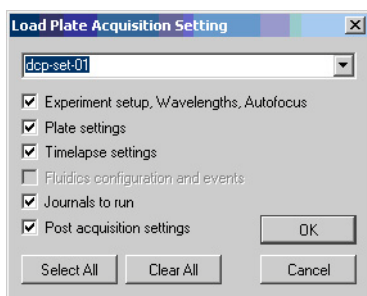 Load Plate Acquisition Setting
dcp-set-01
Experiment setup, Wavelengths, Autofocus
Plate settings
Timelapse settings
Fluidics configuration and events
Journals to run
Post acquisition settings
OK
Select All
Clear All
Cancel